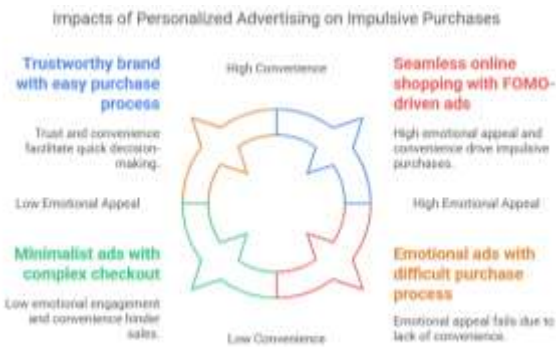 Impacts of Personalized Advertising on Impulsive Purchases
Trustworthy brand
with easy purchase
process
Trust and convenience
facilitate quick decision-
making.
High Convenience
Seamless online
shopping with FOMO-
driven ads
High emotional appeal and
convenience drive impulsive
purchases.
Low Emotional Appeal
High Emotional Appeal
Minimalist ads with
complex checkout
Low emotional engagement
and convenience hinder
sales.
Low Convenience
Emotional ads with
difficult purchase
process
Emotional appeal fails due to
lack of convenience.